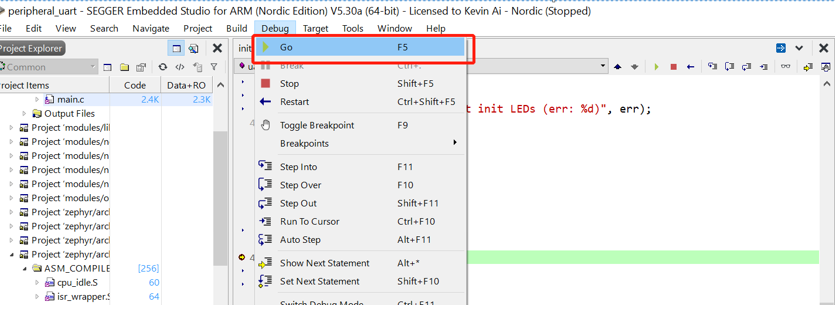 peripheral_uart - SEGGER Embedded Studio for ARM (Nordic Edition) V5.30a (64-bit) - Licensed to Kevin Ai - Nordic (Stopped)
File Edit View Search Navigate Project Build Debug Target Tools Window Help
Project Explorer
Common
Project Items Code Data+RO
main.c 2.4K 2.3K
Output Files
Project 'modules/lil
Project 'modules/n
Project 'modules/n
Project 'modules/n
Project 'modules/o
Project 'zephyr/arc
Project 'zephyr/arc
Project 'zephyr/arc
ASM_COMPILE [256]
cpu_idle.S 60
isr_wrapper.S 64
Go F5
Break Ctrl+.
Stop Shift+F5
Restart Ctrl+Shift+F5
Toggle Breakpoint F9
Breakpoints
Step Into F11
Step Over F10
Step Out Shift+F11
Run To Cursor Ctrl+F10
Auto Step Alt+F11
Show Next Statement Alt+*
Set Next Statement Shift+F10
Switch Debug Mode Ctrl+F11
init
t init LEDs (err: %d)", err);